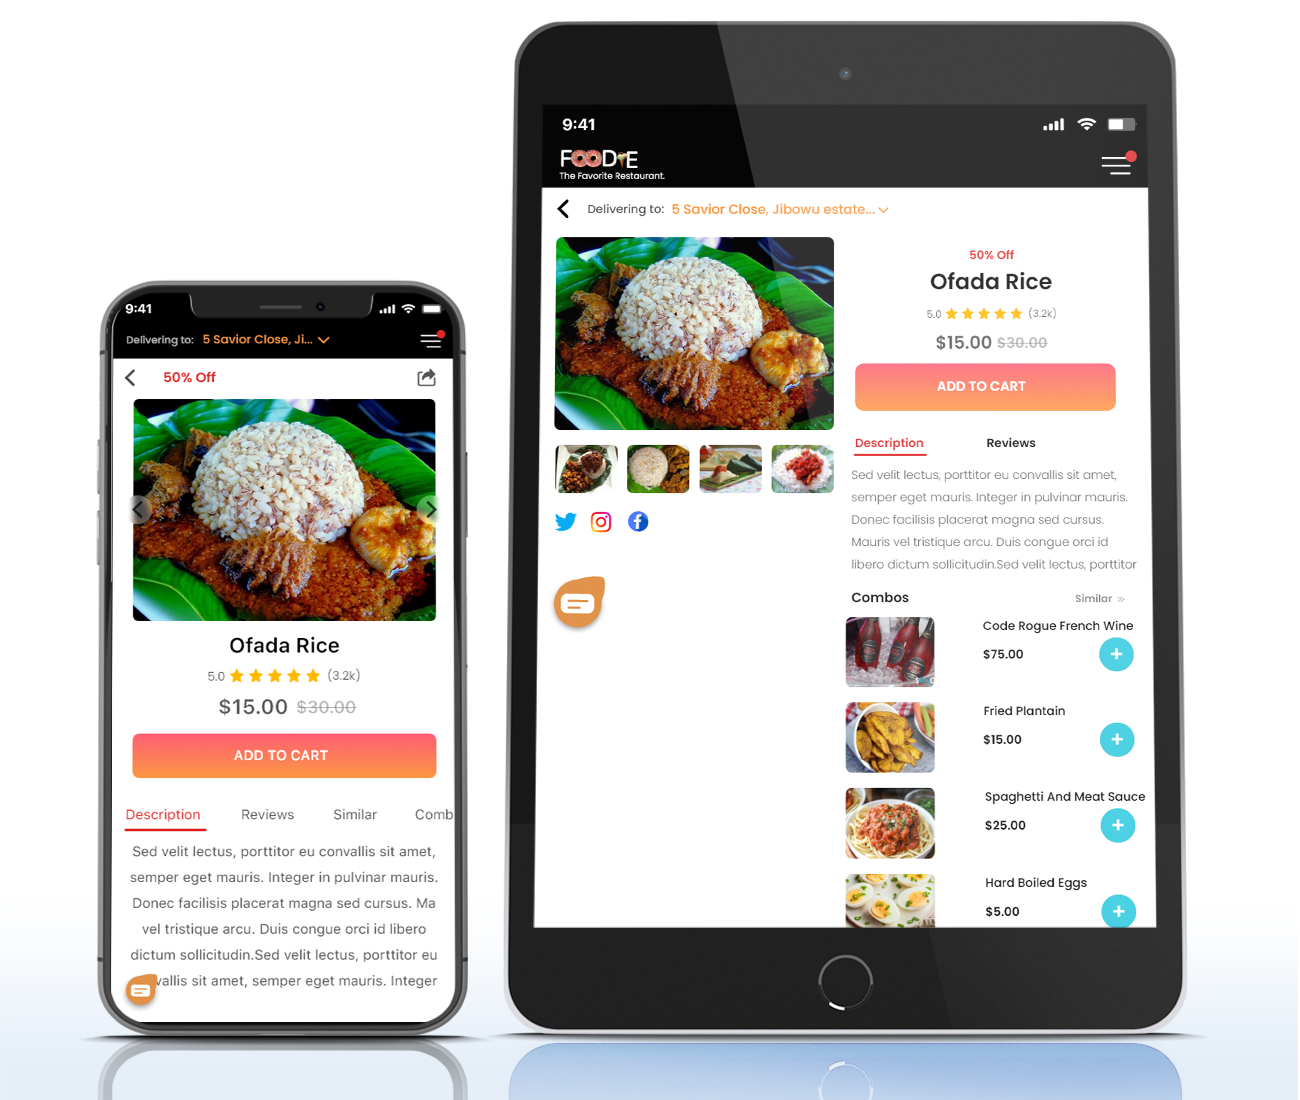 9:41
Delivering to: 5 Savior Close, Ji...
50% Off
Ofada Rice
5.0 (3.2k)
$15.00 $30.00
ADD TO CART
Description Reviews Similar Comb
Sed velit lectus, porttitor eu convallis sit amet,
semper eget mauris. Integer in pulvinar mauris.
Donec facilisis placerat magna sed cursus. Ma
vel tristique arcu. Duis congue orci id libero
dictum sollicitudin.Sed velit lectus, porttitor eu
vallis sit amet, semper eget mauris. Integer
9:41
FOODIE
The Favorite Restaurant.
Delivering to: 5 Savior Close, Jibowu estate...
50% Off
Ofada Rice
5.0 (3.2k)
$15.00 $30.00
ADD TO CART
Description Reviews
Sed velit lectus, porttitor eu convallis sit amet,
semper eget mauris. Integer in pulvinar mauris.
Donec facilisis placerat magna sed cursus.
Mauris vel tristique arcu. Duis congue orci id
libero dictum sollicitudin.Sed velit lectus, porttitor
Combos Similar »
Code Rogue French Wine
$75.00
Fried Plantain
$15.00
Spaghetti And Meat Sauce
$25.00
Hard Boiled Eggs
$5.00